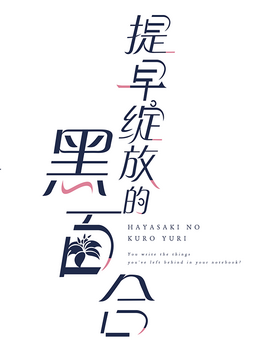 提早綻放的
黑百合
HAYASAKI NO
KURO YURI
You write the things
you've left behind in your notebook?